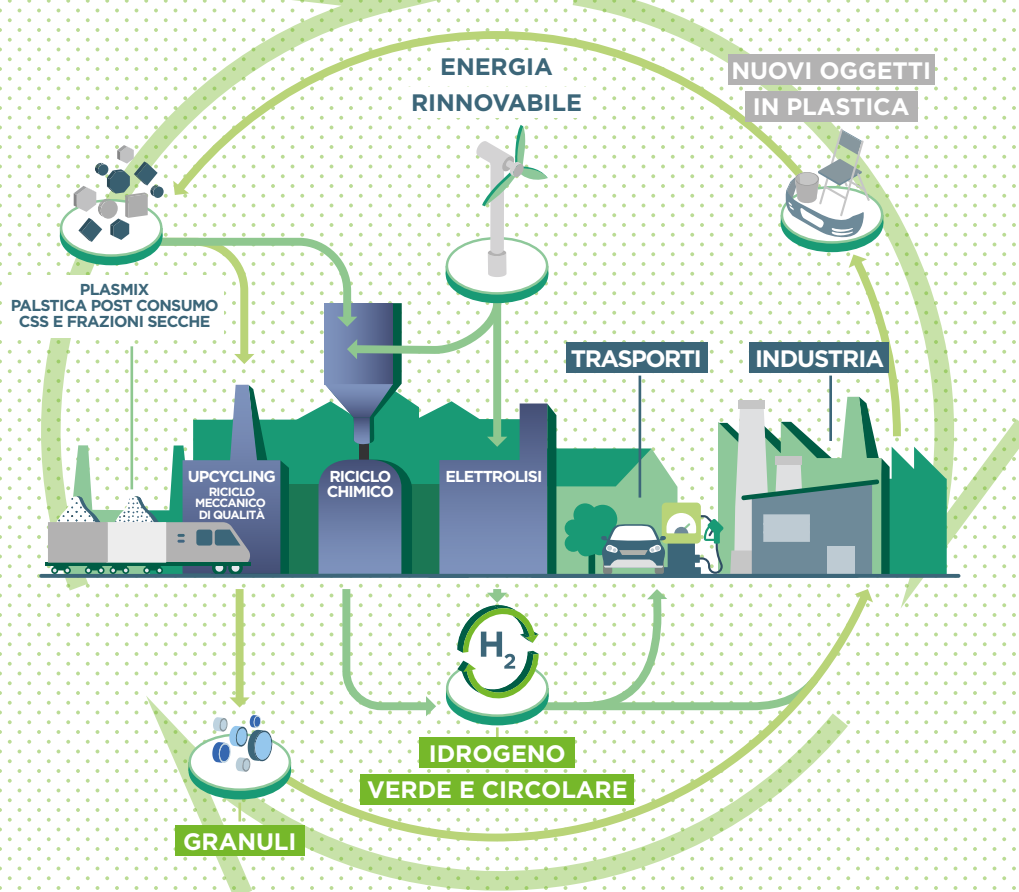 ENERGIA
RINNOVABILE
NUOVI OGGETTI
IN PLASTICA
PLASMIX
PALSTICA POST CONSUMO
CSS E FRAZIONI SECCHE
TRASPORTI
INDUSTRIA
UPCYCLING
RICICLO
MECCANICO
DI QUALITÀ
RICICLO
CHIMICO
ELETTROLISI
H2
IDROGENO
VERDE E CIRCOLARE
GRANULI